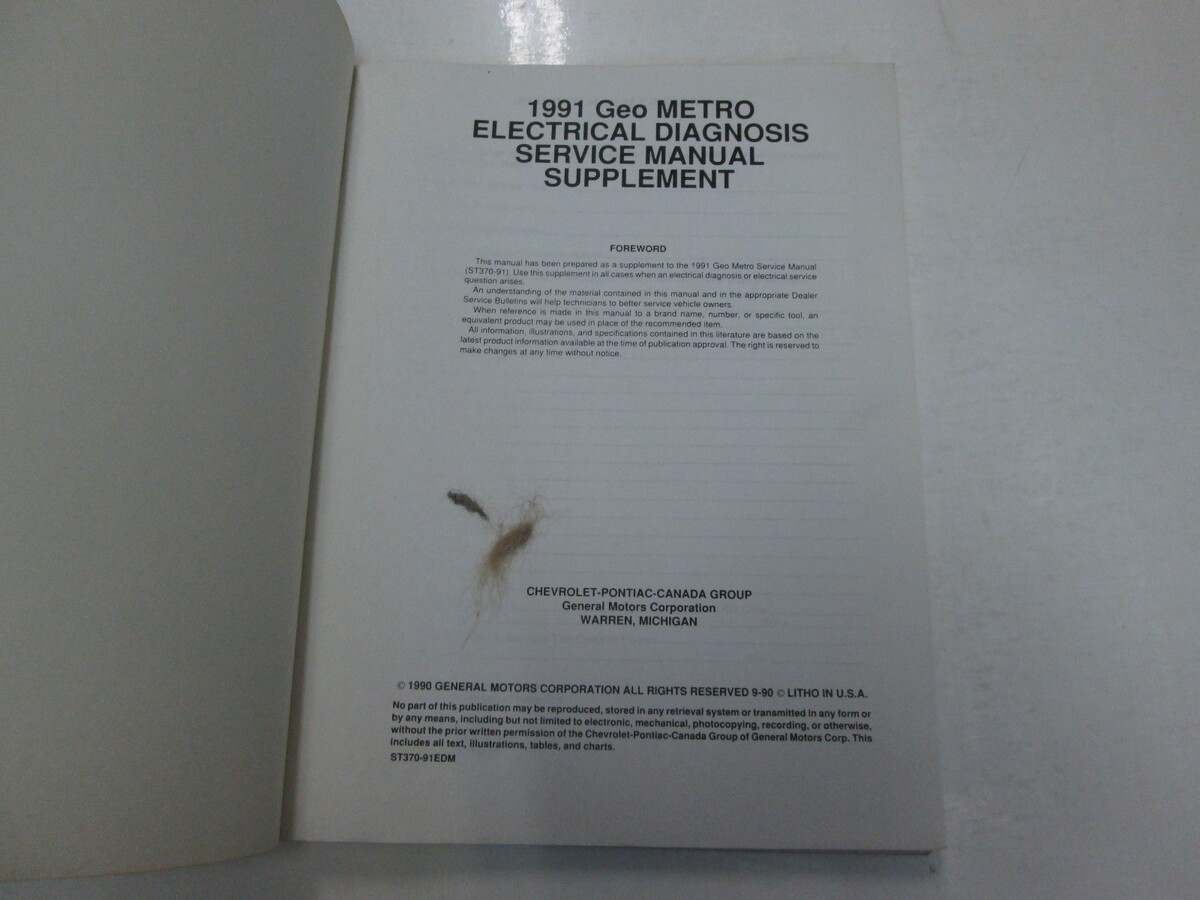 1991 Geo METRO
ELECTRICAL DIAGNOSIS
SERVICE MANUAL
SUPPLEMENT
FOREWORD
This manual has been prepared as a supplement to the 1991 Geo Metro Service Manual
(ST370-91). Use this supplement in all cases when an electrical diagnosis or electrical service
question arises.
An understanding of the material contained in this manual and in the appropriate Dealer
Service Bulletins will help technicians to better service vehicle owners.
When reference is made in this manual to a brand name, number, or specific tool, an
equivalent product may be used in place of the recommended item.
All information, illustrations, and specifications contained in this literature are based on the
latest product information available at the time of publication approval. The right is reserved to
make changes at any time without notice.
CHEVROLET-PONTIAC-CANADA GROUP
General Motors Corporation
WARREN, MICHIGAN
© 1990 GENERAL MOTORS CORPORATION ALL RIGHTS RESERVED 9-90 © LITHO IN U.S.A.
No part of this publication may be reproduced, stored in any retrieval system or transmitted in any form or
by any means, including but not limited to electronic, mechanical, photocopying, recording, or otherwise,
without the prior written permission of the Chevrolet-Pontiac-Canada Group of General Motors Corp. This
includes all text, illustrations, tables, and charts.
ST370-91EDM